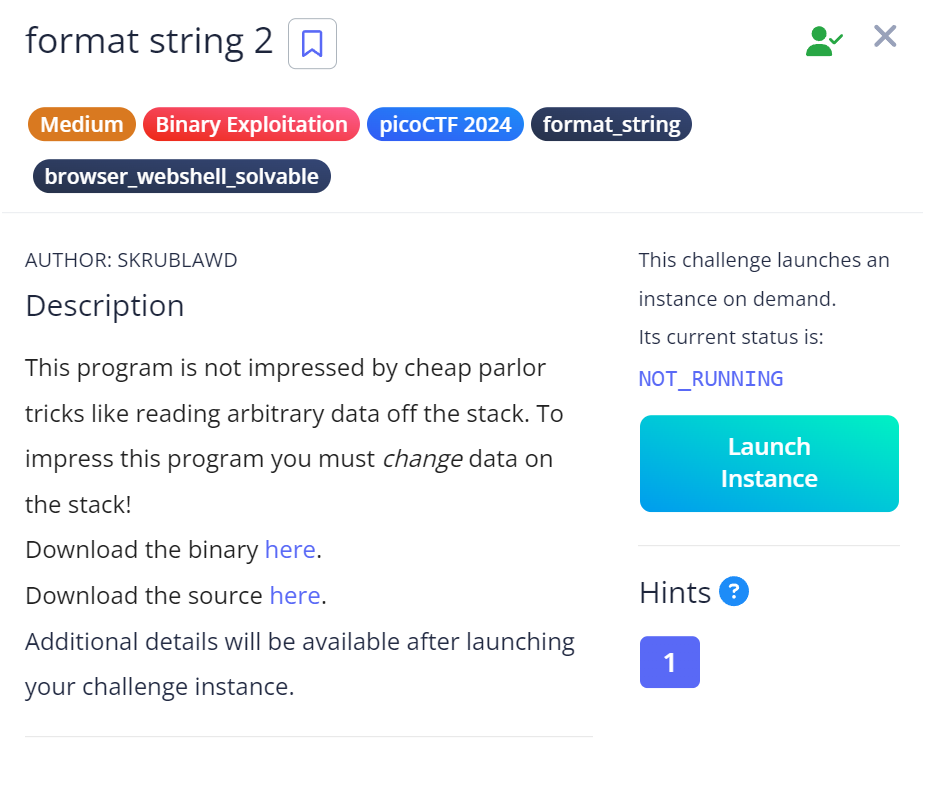 format string 2
Medium Binary Exploitation picoCTF 2024 format_string
browser_webshell_solvable
AUTHOR: SKRUBLAWD
Description
This program is not impressed by cheap parlor
tricks like reading arbitrary data off the stack. To
impress this program you must change data on
the stack!
Download the binary here.
Download the source here.
Additional details will be available after launching
your challenge instance.
This challenge launches an
instance on demand.
Its current status is:
NOT_RUNNING
Launch
Instance
Hints ?
1